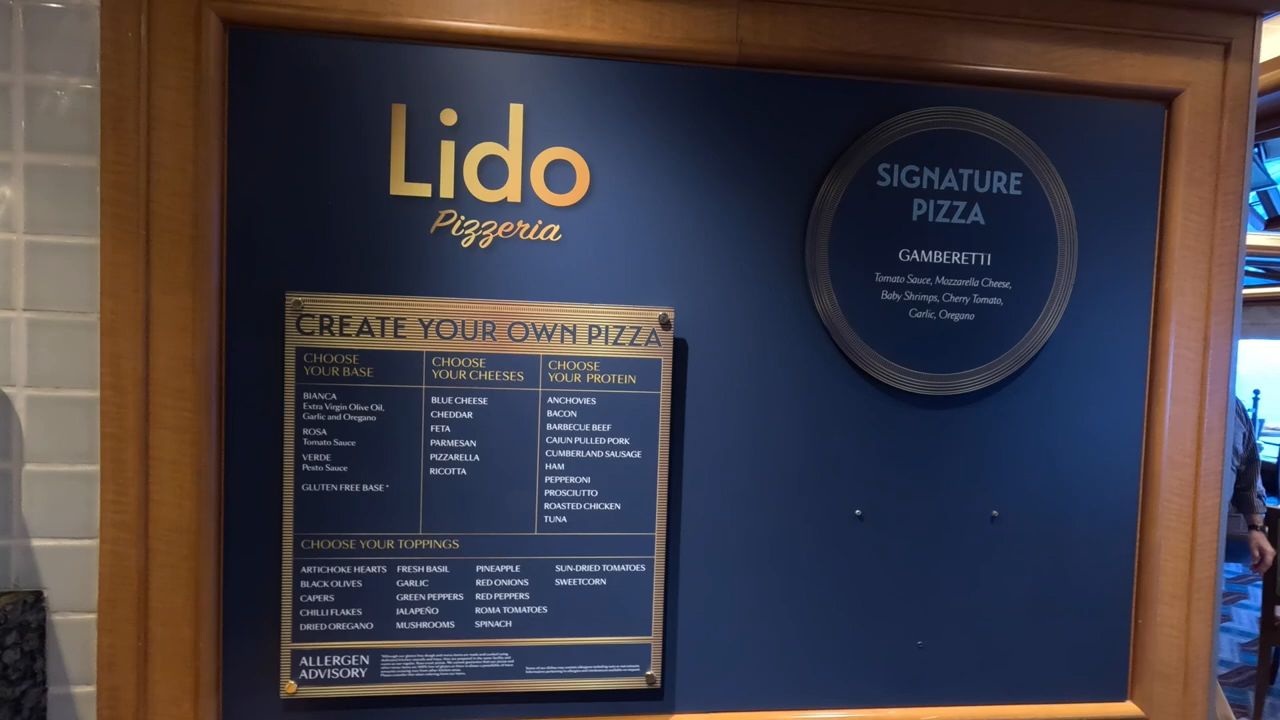 Lido
Pizzeria
SIGNATURE
PIZZA
GAMBERETTI
Tomato Sauce, Mozzarella Cheese,
Baby Shrimps, Cherry Tomato,
Garlic, Oregano
CREATE YOUR OWN PIZZA
CHOOSE
YOUR BASE
BIANCA
Extra Virgin Olive Oil,
Garlic and Oregano
ROSA
Tomato Sauce
VERDE
Pesto Sauce
GLUTEN FREE BASE*
CHOOSE
YOUR CHEESES
BLUE CHEESE
CHEDDAR
FETA
PARMESAN
PIZZARELLA
RICOTTA
CHOOSE
YOUR PROTEIN
ANCHOVIES
BACON
BARBECUE BEEF
CAJUN PULLED PORK
CUMBERLAND SAUSAGE
HAM
PEPPERONI
PROSCIUTTO
ROASTED CHICKEN
TUNA
CHOOSE YOUR TOPPINGS
ARTICHOKE HEARTS
BLACK OLIVES
CAPERS
CHILLI FLAKES
DRIED OREGANO
FRESH BASIL
GARLIC
GREEN PEPPERS
JALAPEÑO
MUSHROOMS
PINEAPPLE
RED ONIONS
RED PEPPERS
ROMA TOMATOES
SPINACH
SUN-DRIED TOMATOES
SWEETCORN
ALLERGEN
ADVISORY